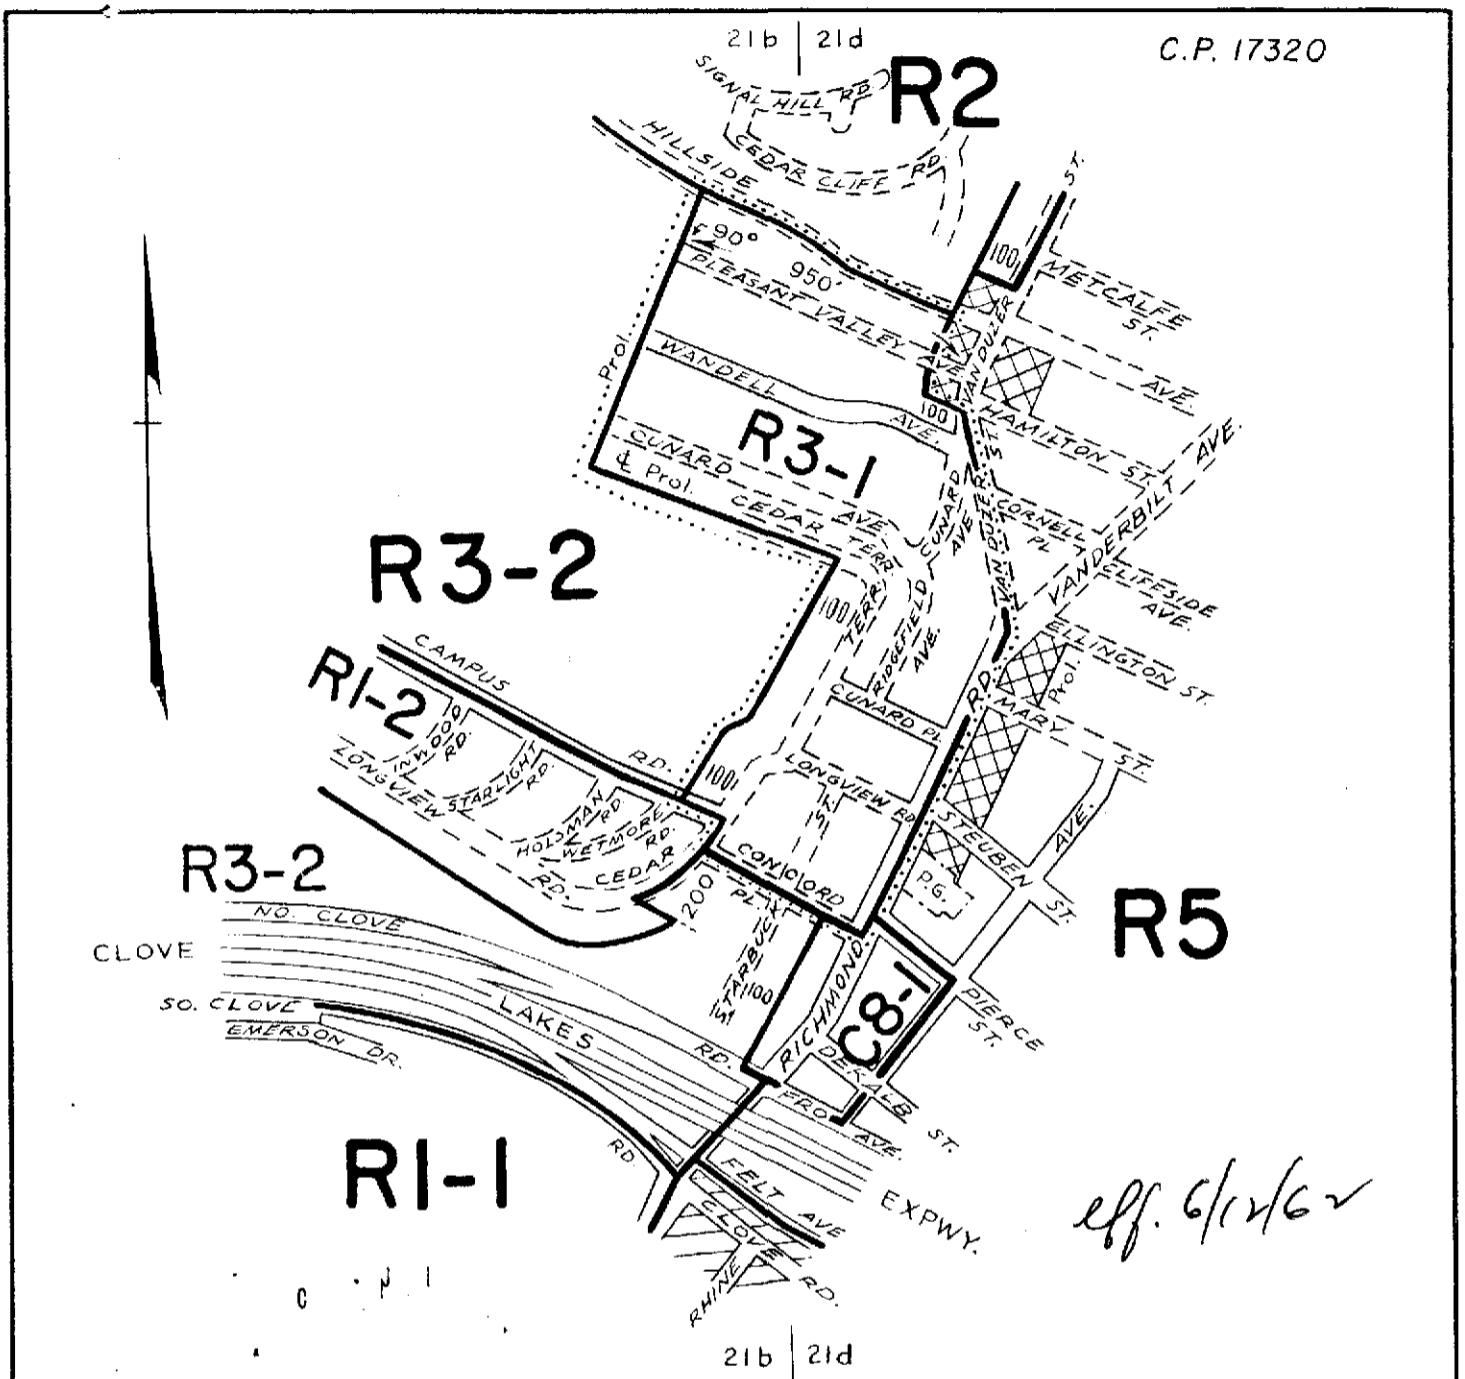 21b 21d
C.P. 17320
R2
SIGNAL HILL RD
CEDAR CLIFF RD.
HILLSIDE
ST.
100
METCALFE ST.
90°
950'
PLEASANT VALLEY AVE.
VAN DUZER
AVE.
Prol.
WANDELL AVE.
100
HAMILTON ST.
R3-1
CUNARD AVE.
℄ Prol.
CEDAR TERR.
CUNARD AVE
VAN DUZER ST.
CORNELL PL
VANDERBILT AVE.
CLIFFSIDE AVE.
R3-2
100
TERR.
RIDGEFIELD AVE.
ELLINGTON ST.
Prol.
CAMPUS RD.
R1-2
CUNARD PL.
RD.
MARY ST.
INWOOD RD.
STARLIGHT RD.
LONGVIEW RD.
HOLSMAN RD.
WETMORE RD.
CEDAR
100
LONGVIEW RD.
ST.
STEUBEN ST.
AVE.
P.G.
R3-2
CONCORD PL.
200
R5
NO. CLOVE
CLOVE
SO. CLOVE
EMERSON DR.
LAKES
STARBUCK ST.
100
RICHMOND
C8-1
PIERCE ST.
RD.
DEKALB ST.
AVE.
R1-1
RD.
FELT AVE
EXPWY.
CLOVE RD.
RHINE
eff. 6/12/62
21b 21d